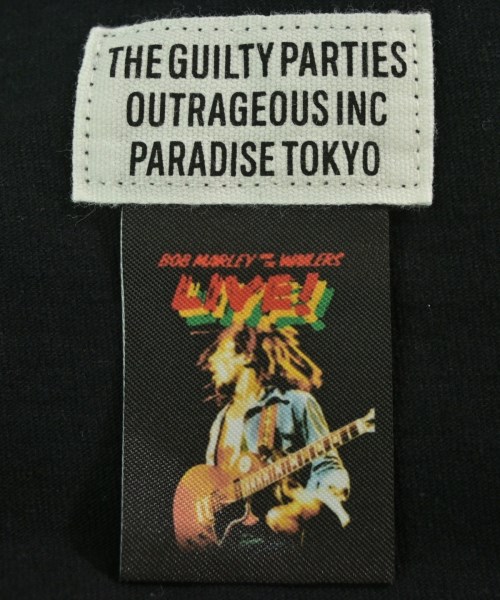 THE GUILTY PARTIES
OUTRAGEOUS INC
PARADISE TOKYO
BOB MARLEY AND THE WAILERS
LIVE!